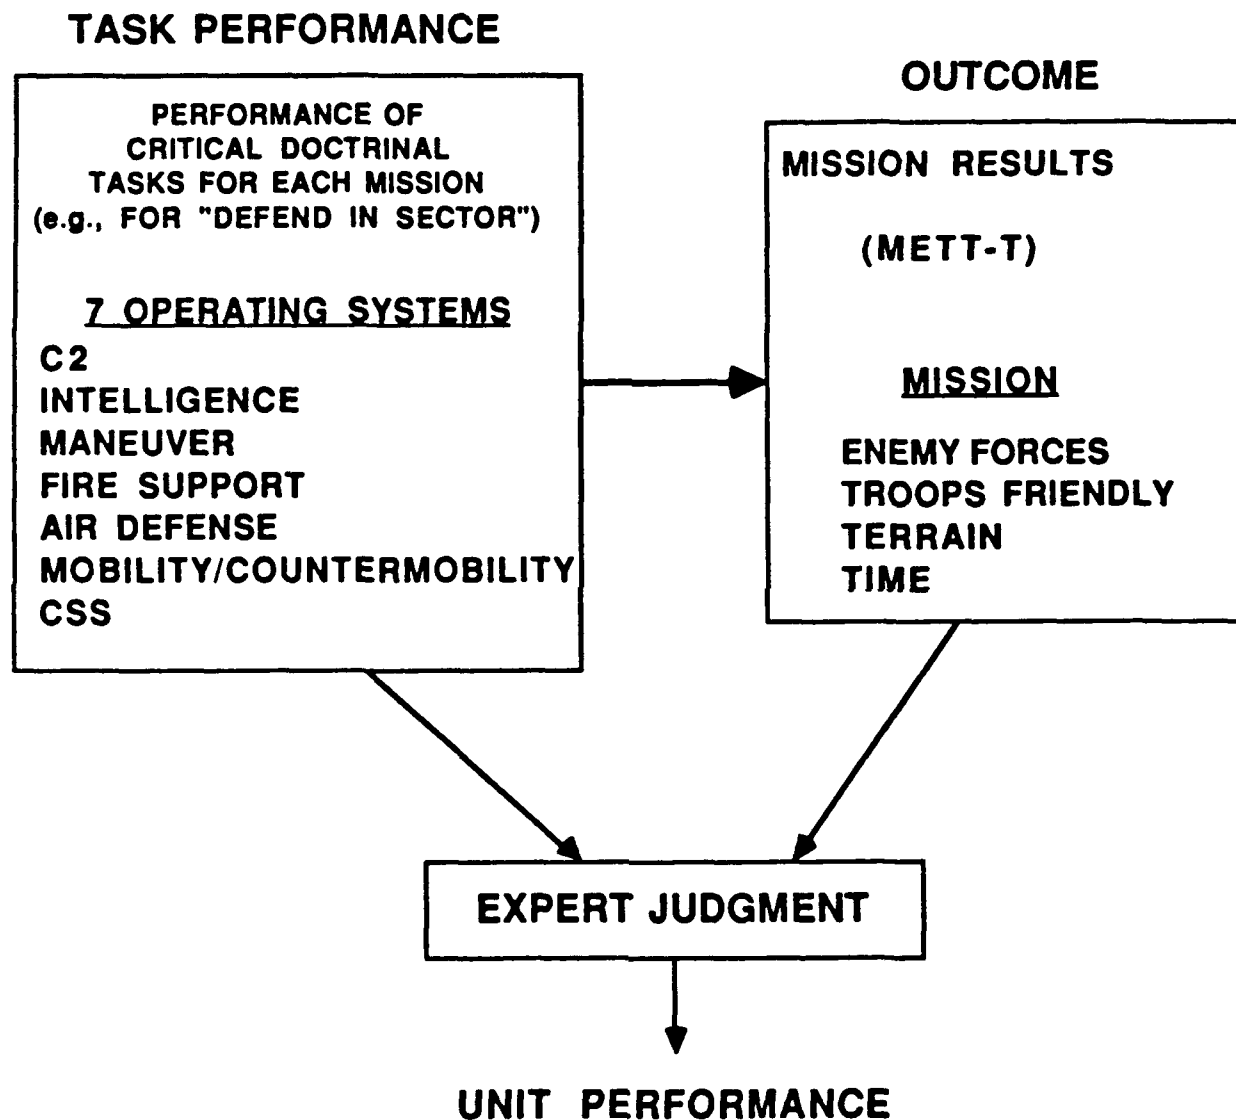 TASK PERFORMANCE
PERFORMANCE OF
CRITICAL DOCTRINAL
TASKS FOR EACH MISSION
(e.g., FOR "DEFEND IN SECTOR")
7 OPERATING SYSTEMS
C2
INTELLIGENCE
MANEUVER
FIRE SUPPORT
AIR DEFENSE
MOBILITY/COUNTERMOBILITY
CSS
OUTCOME
MISSION RESULTS
(METT-T)
MISSION
ENEMY FORCES
TROOPS FRIENDLY
TERRAIN
TIME
EXPERT JUDGMENT
UNIT PERFORMANCE